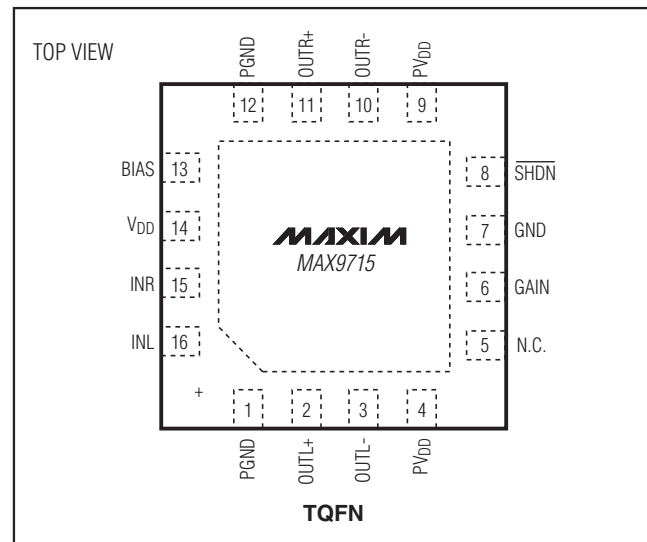 TOP VIEW
PGND
OUTR+
OUTR-
PVDD
12
11
10
9
BIAS 13
8 SHDN
VDD 14
7 GND
INR 15
6 GAIN
INL 16
5 N.C.
MAXIM
MAX9715
+
1
2
3
4
PGND
OUTL+
OUTL-
PVDD
TQFN